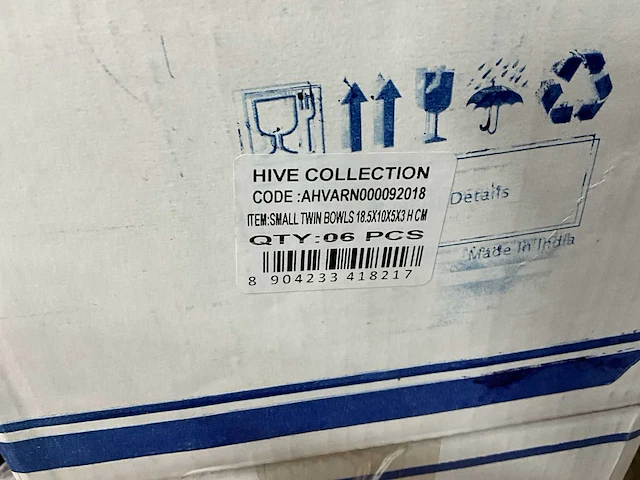 HIVE COLLECTION
CODE :AHVARN000092018
ITEM:SMALL TWIN BOWLS 18.5X10X5X3 H CM
QTY:06 PCS
8 904233 418217
Details
Made in India